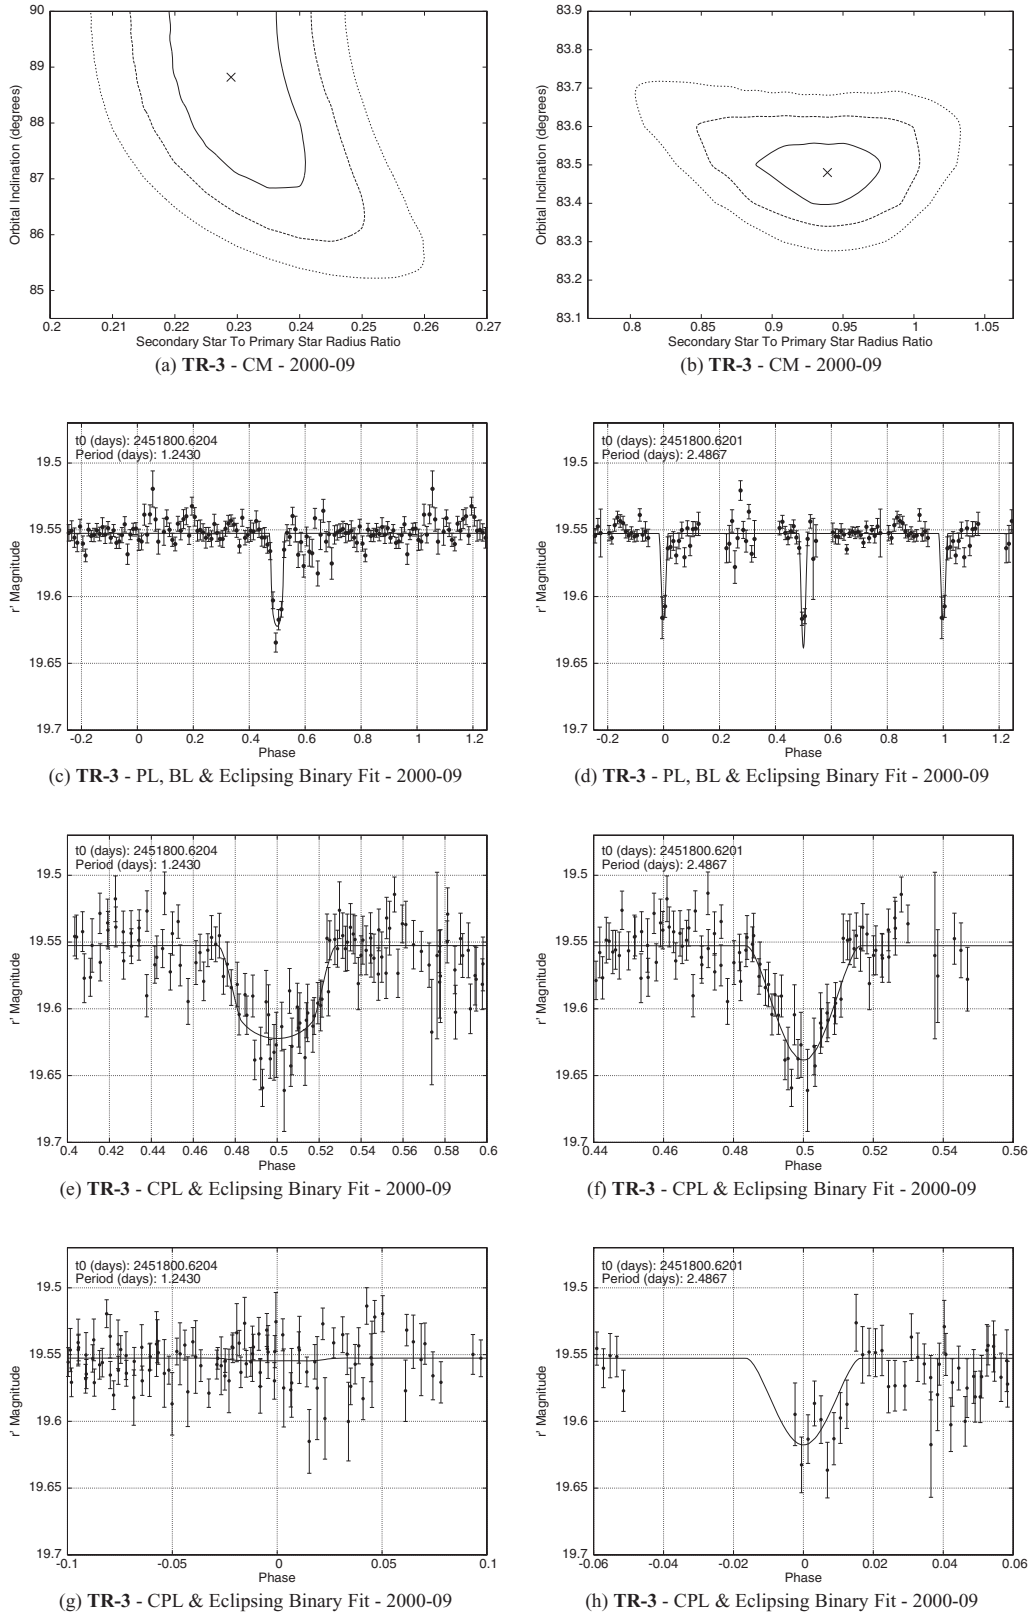 90
89
88
87
86
85
Orbital Inclination (degrees)
0.2 0.21 0.22 0.23 0.24 0.25 0.26 0.27
Secondary Star To Primary Star Radius Ratio
(a) TR-3 - CM - 2000-09
83.9
83.8
83.7
83.6
83.5
83.4
83.3
83.2
83.1
Orbital Inclination (degrees)
0.8 0.85 0.9 0.95 1 1.05
Secondary Star To Primary Star Radius Ratio
(b) TR-3 - CM - 2000-09
t0 (days): 2451800.6204
Period (days): 1.2430
19.5
19.55
19.6
19.65
19.7
r' Magnitude
-0.2 0 0.2 0.4 0.6 0.8 1 1.2
Phase
(c) TR-3 - PL, BL & Eclipsing Binary Fit - 2000-09
t0 (days): 2451800.6201
Period (days): 2.4867
19.5
19.55
19.6
19.65
19.7
r' Magnitude
-0.2 0 0.2 0.4 0.6 0.8 1 1.2
Phase
(d) TR-3 - PL, BL & Eclipsing Binary Fit - 2000-09
t0 (days): 2451800.6204
Period (days): 1.2430
19.5
19.55
19.6
19.65
19.7
r' Magnitude
0.4 0.42 0.44 0.46 0.48 0.5 0.52 0.54 0.56 0.58 0.6
Phase
(e) TR-3 - CPL & Eclipsing Binary Fit - 2000-09
t0 (days): 2451800.6201
Period (days): 2.4867
19.5
19.55
19.6
19.65
19.7
r' Magnitude
0.44 0.46 0.48 0.5 0.52 0.54 0.56
Phase
(f) TR-3 - CPL & Eclipsing Binary Fit - 2000-09
t0 (days): 2451800.6204
Period (days): 1.2430
19.5
19.55
19.6
19.65
19.7
r' Magnitude
-0.1 -0.05 0 0.05 0.1
Phase
(g) TR-3 - CPL & Eclipsing Binary Fit - 2000-09
t0 (days): 2451800.6201
Period (days): 2.4867
19.5
19.55
19.6
19.65
19.7
r' Magnitude
-0.06 -0.04 -0.02 0 0.02 0.04 0.06
Phase
(h) TR-3 - CPL & Eclipsing Binary Fit - 2000-09